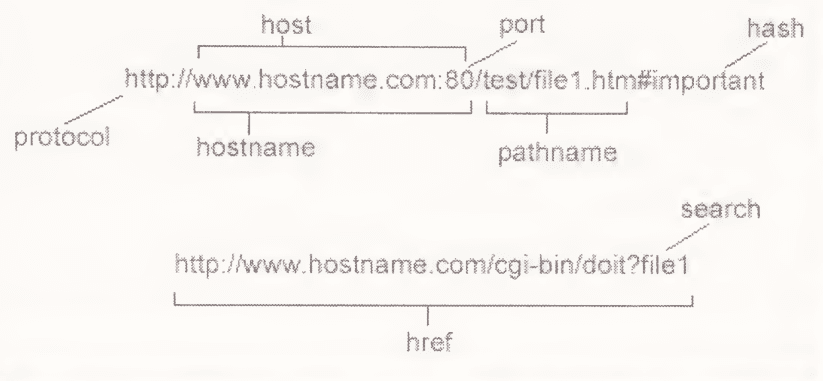 host port hash
http://www.hostname.com:80/test/file1.htm#important
protocol
hostname pathname
search
http://www.hostname.com/cgi-bin/doit?file1
href